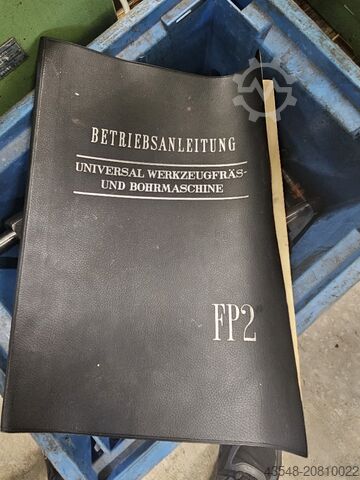 BETRIEBSANLEITUNG
UNIVERSAL WERKZEUGFRÄS-
UND BOHRMASCHINE
FP2
43548-20810022